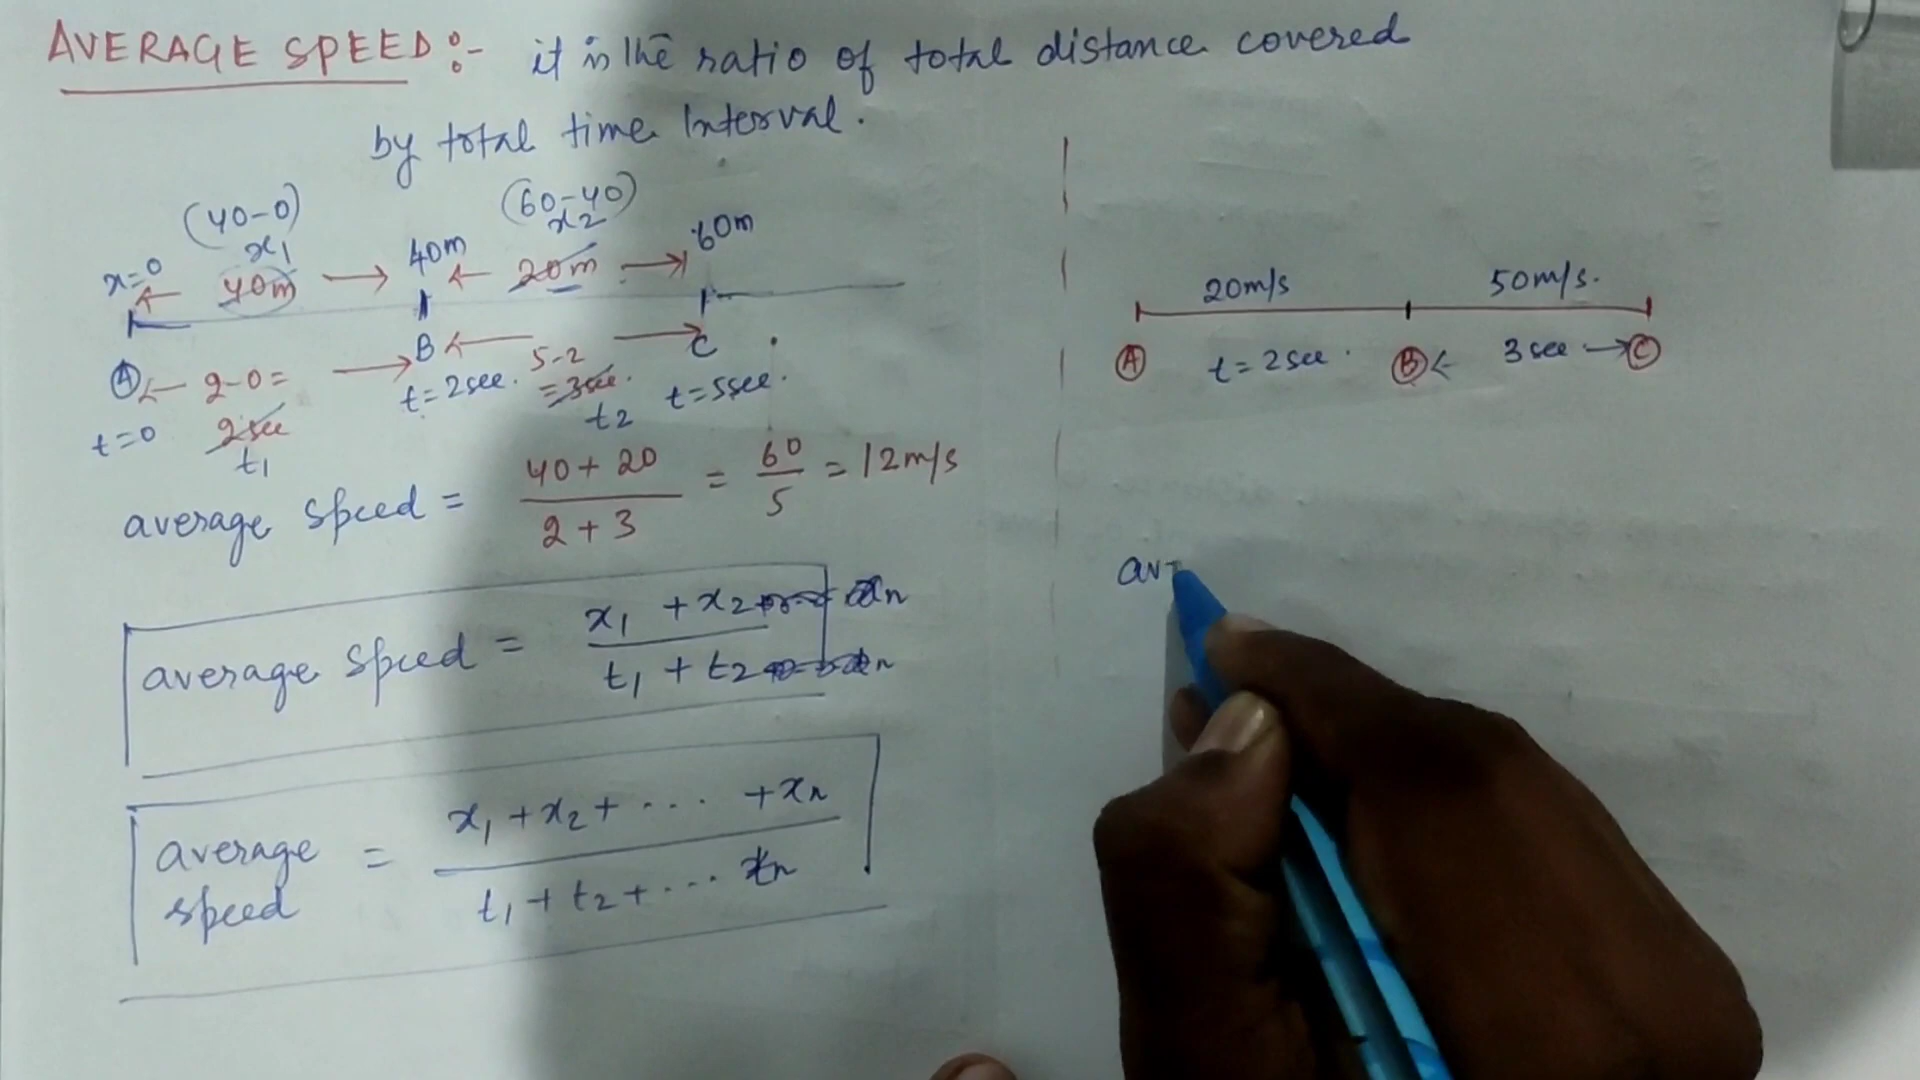 AVERAGE SPEED :- it is the ratio of total distance covered
by total time Interval.
(40-0) (60-40)
x1 x2
x=0 40m 40m 20m 60m
A 2-0= B 5-2 C
t=0 2sec t=2sec. =3sec. t=5sec.
t1 t2
average speed = 40 + 20 / 2 + 3 = 60 / 5 = 12m/s
average speed = x1 + x2 xn / t1 + t2 n
average speed = x1 + x2 + ... + xn / t1 + t2 + ... tn
20m/s 50m/s.
A t = 2sec B 3sec C
av